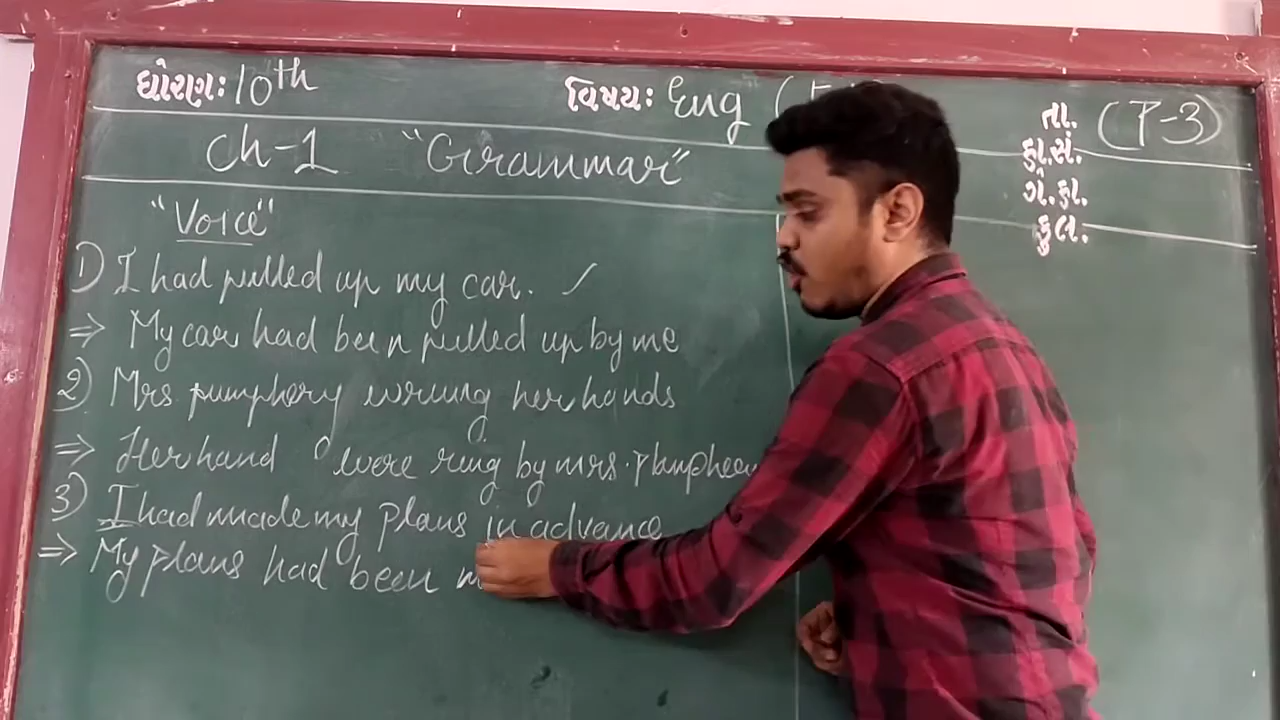 ધોરણ: 10th
વિષય: Eng
તા. (P-3)
ક્રા.સં.
ગે.હા.
કુલ.
Ch-1 "Grammar"
"Voice"
1) I had pulled up my car. ✓
⇒ My car had been pulled up by me
2) Mrs pumphery wrung her hands
⇒ Her hand were rung by mrs.
3) I had made my plans in advance
⇒ My plans had been